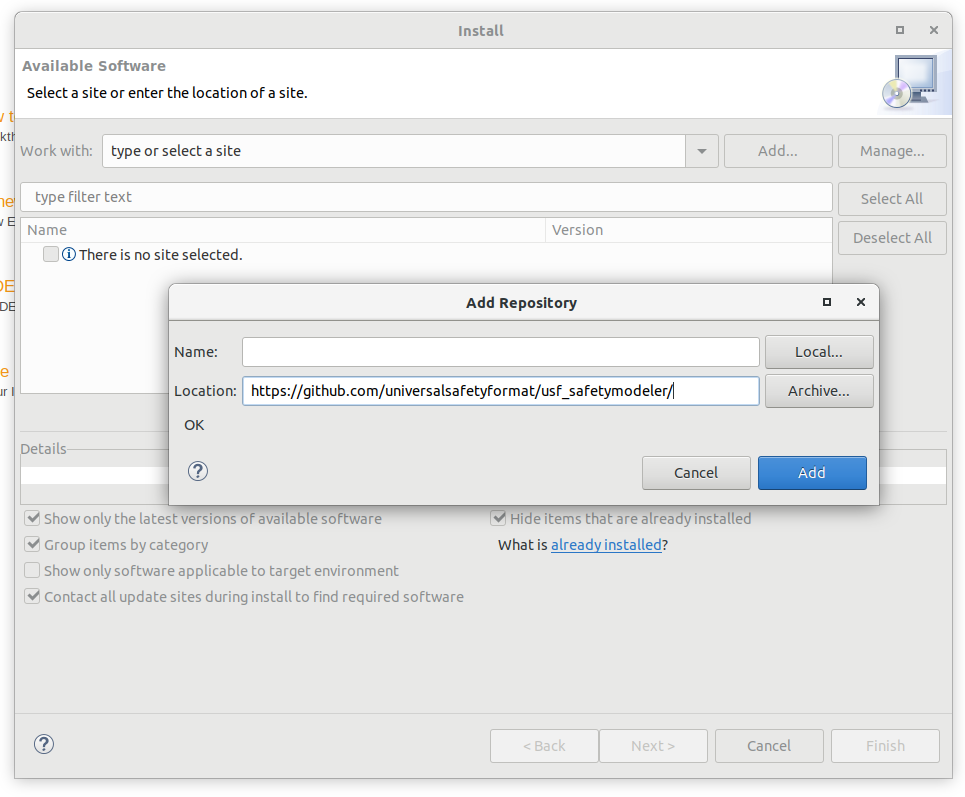 Install
Available Software
Select a site or enter the location of a site.
Work with: type or select a site Add... Manage...
type filter text Select All
Name Version Deselect All
There is no site selected.
Add Repository
Name: Local...
Location: https://github.com/universalsafetyformat/usf_safetymodeler/ Archive...
OK
Cancel Add
Details
Show only the latest versions of available software Hide items that are already installed
Group items by category What is already installed?
Show only software applicable to target environment
Contact all update sites during install to find required software
< Back Next > Cancel Finish